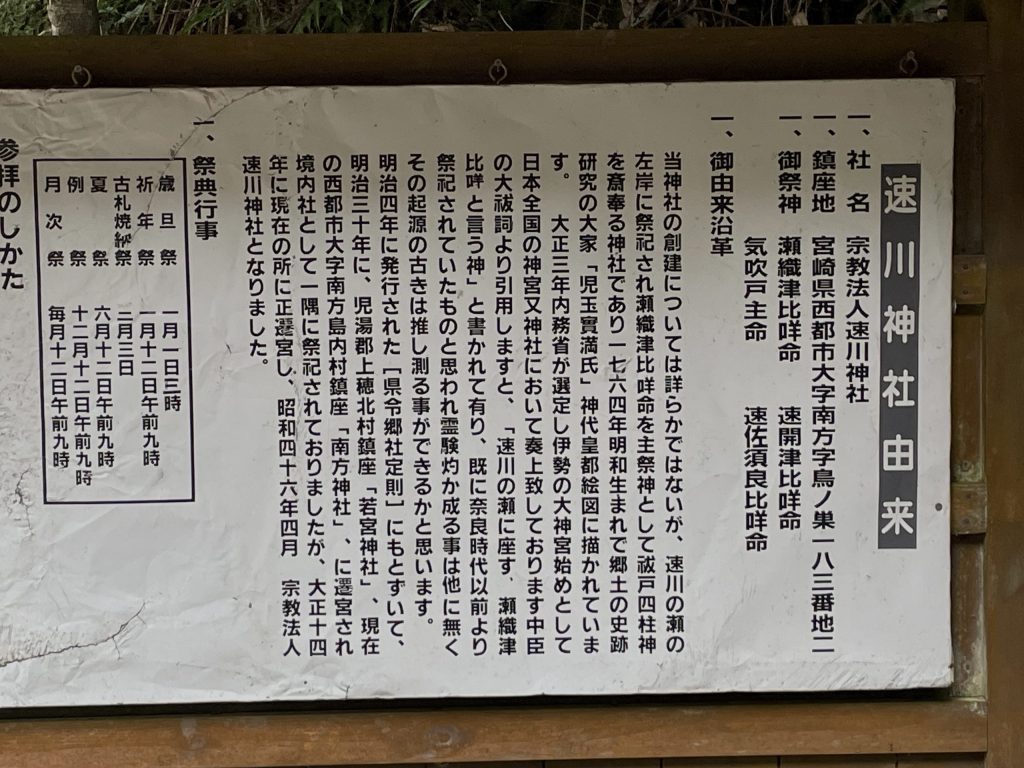 速川神社由来
一、社名 宗教法人速川神社
一、鎮座地 宮崎県西都市大字南方字鳥ノ巣一八三番地二
一、御祭神 瀬織津比咩命 速開津比咩命
気吹戸主命 速佐須良比咩命
一、御由来沿革
当神社の創建については詳らかではないが、速川の瀬の
左岸に祭祀され瀬織津比咩命を主祭神として祓戸四柱神
を斎奉る神社であり一七六四年明和生まれで郷土の史跡
研究の大家「児玉實満氏」神代皇都絵図に描かれていま
す。 大正三年内務省が選定し伊勢の大神宮始めとして
日本全国の神宮又神社において奏上致しております中臣
の大祓詞より引用しますと、「速川の瀬に座す、瀬織津
比咩と言う神」と書かれて有り、既に奈良時代以前より
祭祀されていたものと思われ霊験灼か成る事は他に無く
その起源の古きは推し測る事ができるかと思います。
明治四年に発行された［県令郷社定則］にもとずいて、
明治三十年に、児湯郡上穂北村鎮座「若宮神社」、現在
の西都市大字南方島内村鎮座「南方神社」、に遷宮され
境内社として一隅に祭祀されておりましたが、大正十四
年に現在の所に正遷宮し、昭和四十六年四月 宗教法人
速川神社となりました。
一、祭典行事
歳旦祭 一月一日三時
祈年祭 一月十二日午前九時
古札焼納祭 二月三日
夏祭 六月十二日午前九時
例祭 十二月十二日午前九時
月次祭 毎月十二日午前九時
参拝のしかた